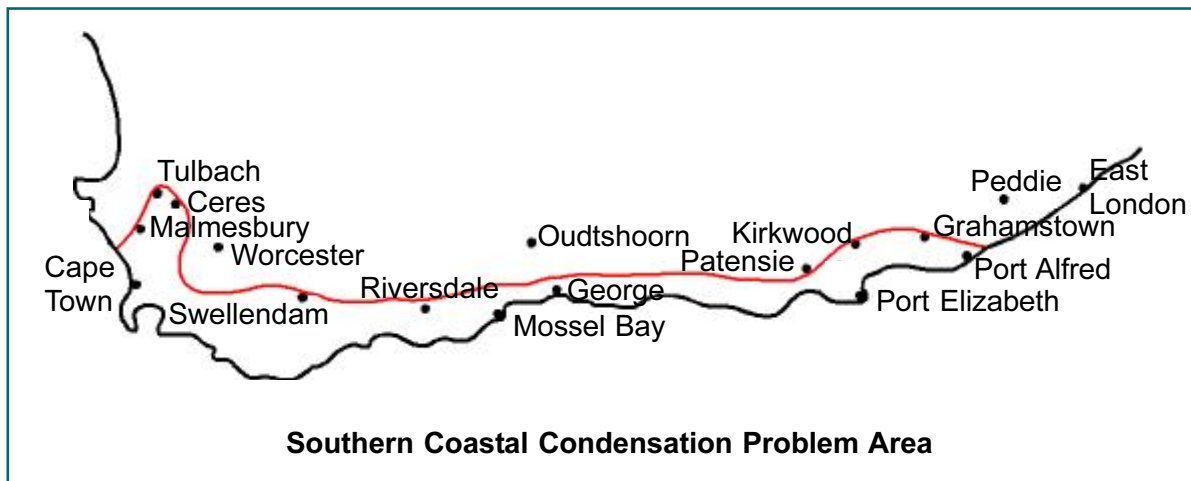 Tulbach
Ceres
Malmesbury
Worcester
Cape
Town
Swellendam
Riversdale
Oudtshoorn
George
Mossel Bay
Patensie
Kirkwood
Grahamstown
Peddie
East
London
Port Alfred
Port Elizabeth
Southern Coastal Condensation Problem Area